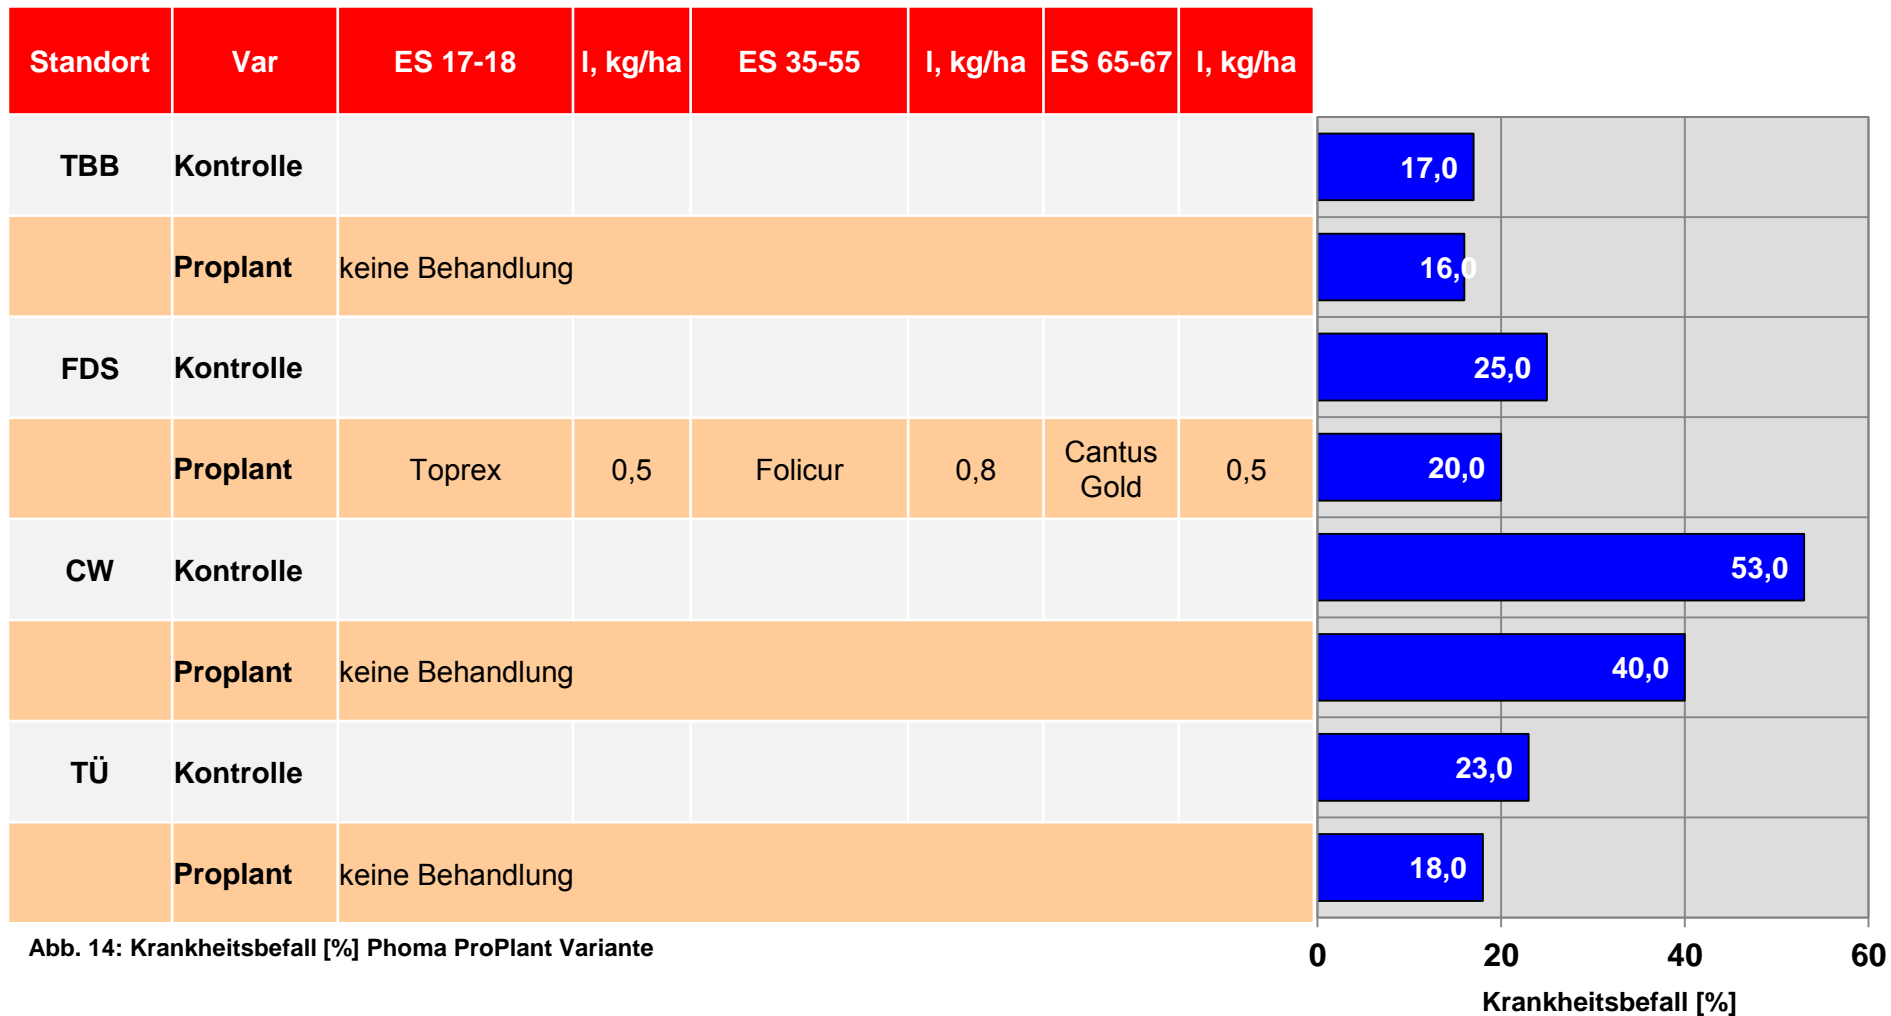 Standort Var ES 17-18 l, kg/ha ES 35-55 l, kg/ha ES 65-67 l, kg/ha
TBB Kontrolle 17,0
Proplant keine Behandlung 16,0
FDS Kontrolle 25,0
Proplant Toprex 0,5 Folicur 0,8 Cantus Gold 0,5 20,0
CW Kontrolle 53,0
Proplant keine Behandlung 40,0
TÜ Kontrolle 23,0
Proplant keine Behandlung 18,0
Abb. 14: Krankheitsbefall [%] Phoma ProPlant Variante
0 20 40 60
Krankheitsbefall [%]